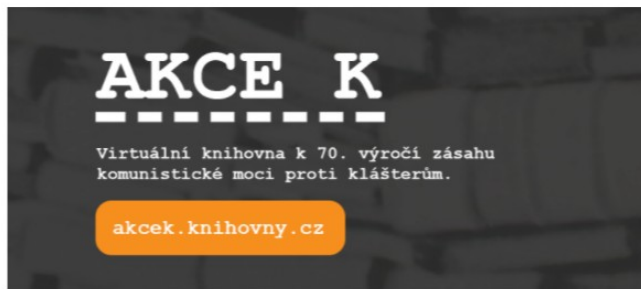 AKCE K
Virtuální knihovna k 70. výročí zásahu
komunistické moci proti klášterům.
akcek.knihovny.cz